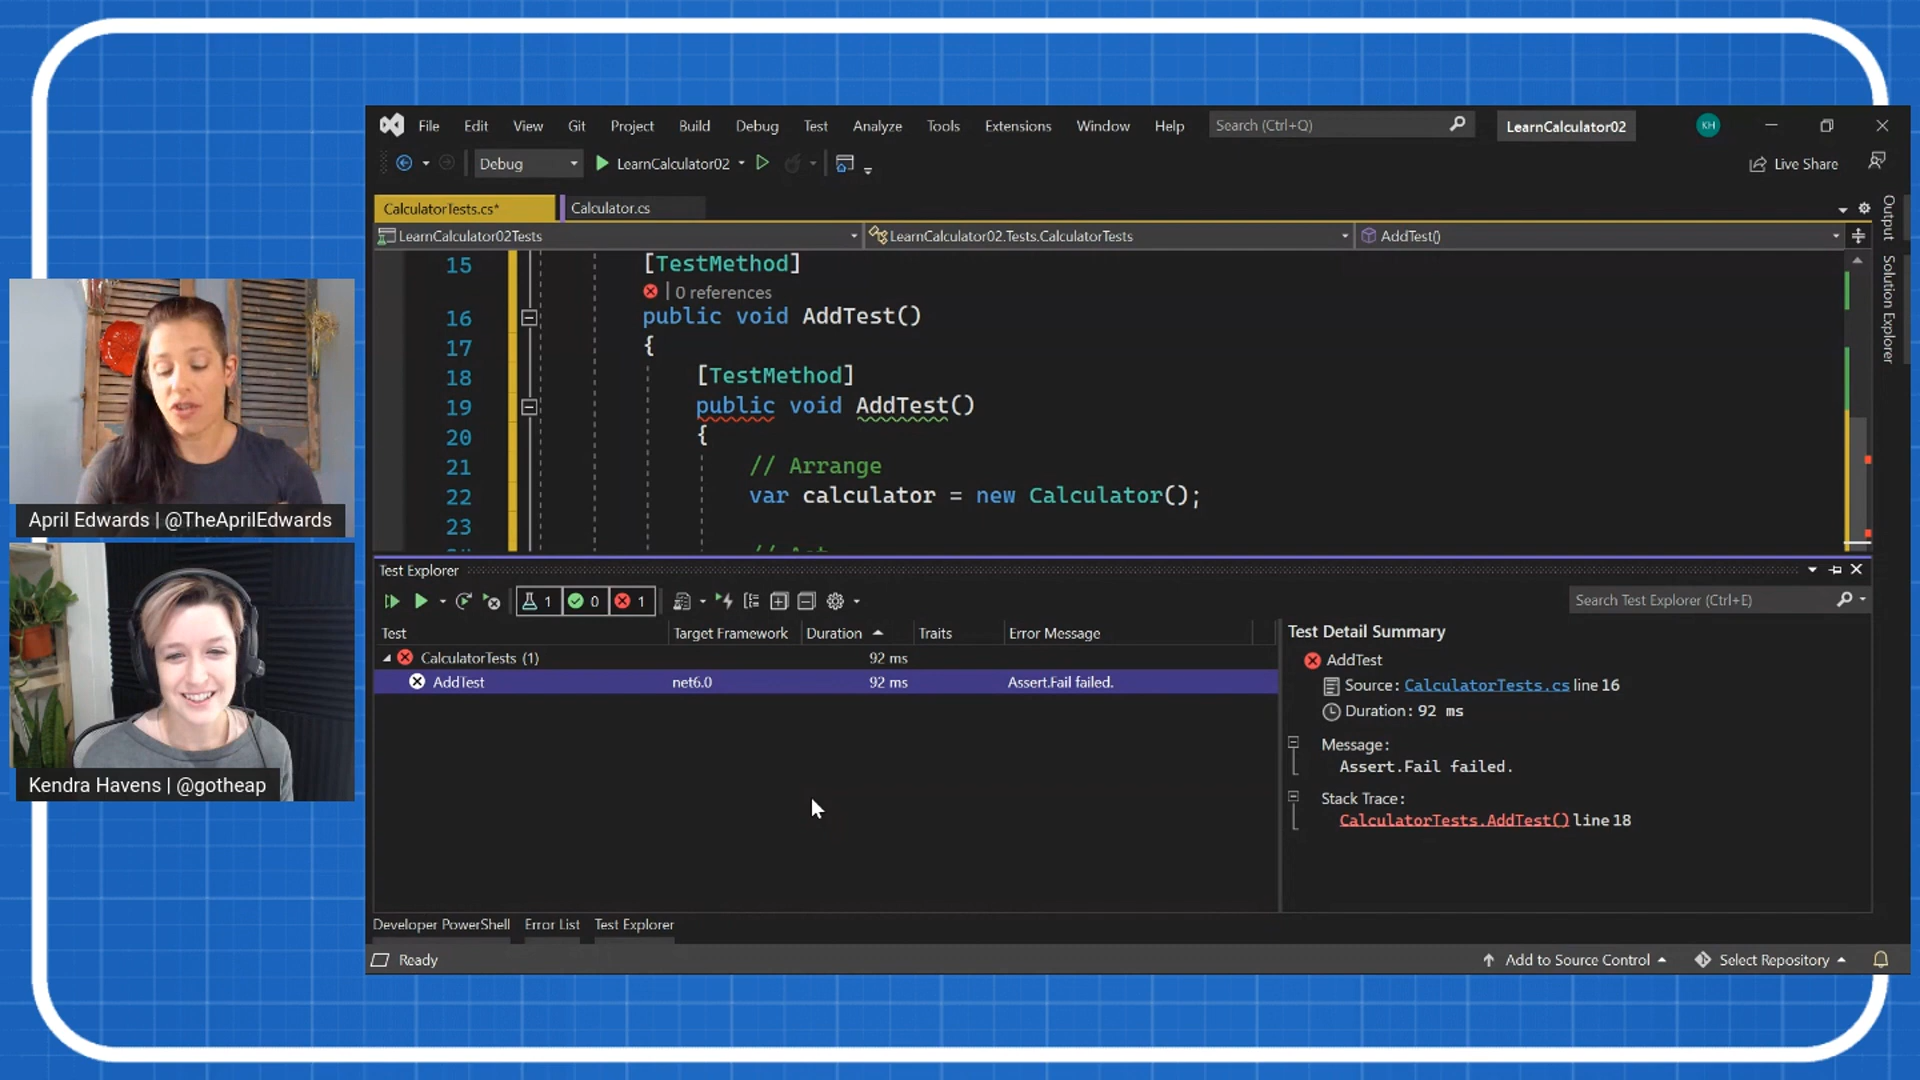 File Edit View Git Project Build Debug Test Analyze Tools Extensions Window Help Search (Ctrl+Q) LearnCalculator02 KH
Debug LearnCalculator02 Live Share
CalculatorTests.cs* Calculator.cs
LearnCalculator02Tests LearnCalculator02.Tests.CalculatorTests AddTest()
Output
Solution Explorer
15 [TestMethod]
0 references
16 public void AddTest()
17 {
18 [TestMethod]
19 public void AddTest()
20 {
21 // Arrange
22 var calculator = new Calculator();
23
April Edwards | @TheAprilEdwards
Kendra Havens | @gotheap
Test Explorer
1 0 1 Search Test Explorer (Ctrl+E)
Test Target Framework Duration Traits Error Message
CalculatorTests (1) 92 ms
AddTest net6.0 92 ms Assert.Fail failed.
Test Detail Summary
AddTest
Source: CalculatorTests.cs line 16
Duration: 92 ms
Message:
Assert.Fail failed.
Stack Trace:
CalculatorTests.AddTest() line 18
Developer PowerShell Error List Test Explorer
Ready Add to Source Control Select Repository